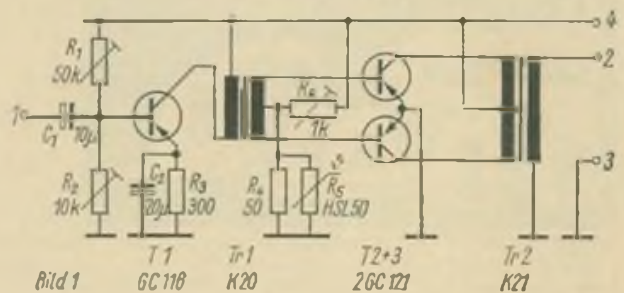 4
R1
50k
2
R6
1k
1
C1
10µ
3
R2
10k
C2
20µ
R3
300
R4
50
R5
HSL50
T1
Tr1
T2+3
Tr2
Bild 1
GC116
K20
2GC121
K21